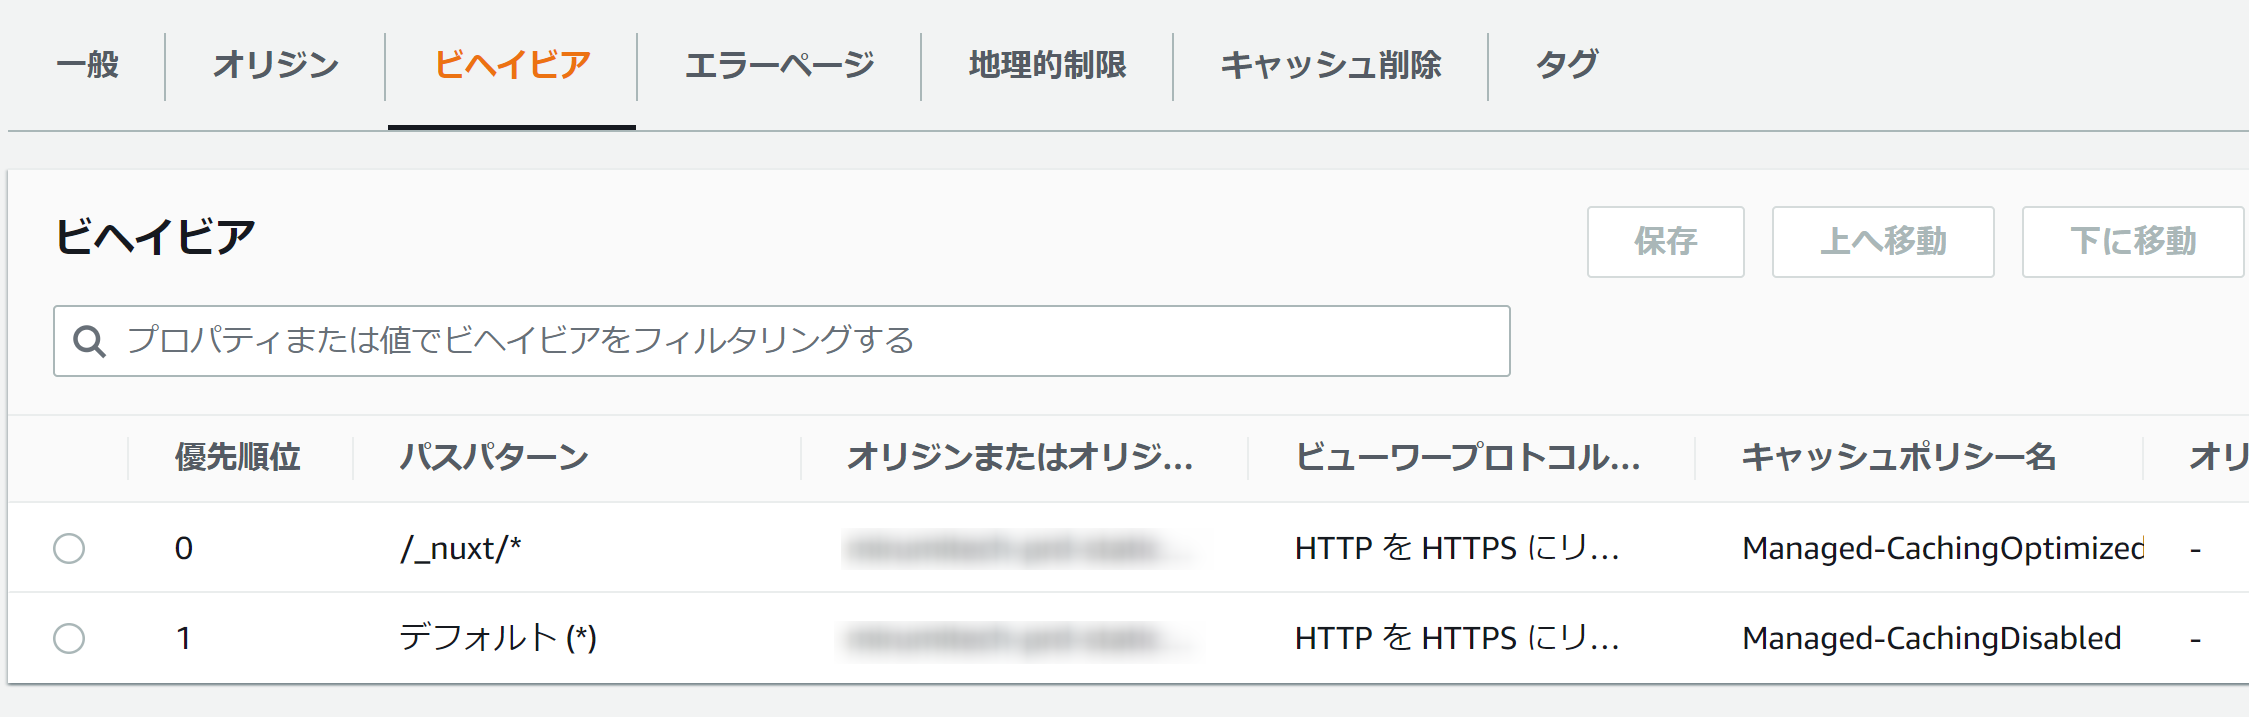 一般 オリジン ビヘイビア エラーページ 地理的制限 キャッシュ削除 タグ
ビヘイビア
保存 上へ移動 下に移動
プロパティまたは値でビヘイビアをフィルタリングする
優先順位 パスパターン オリジンまたはオリジ... ビューワープロトコル... キャッシュポリシー名 オリ
0 /_nuxt/* HTTP を HTTPS にリ... Managed-CachingOptimized -
1 デフォルト (*) HTTP を HTTPS にリ... Managed-CachingDisabled -